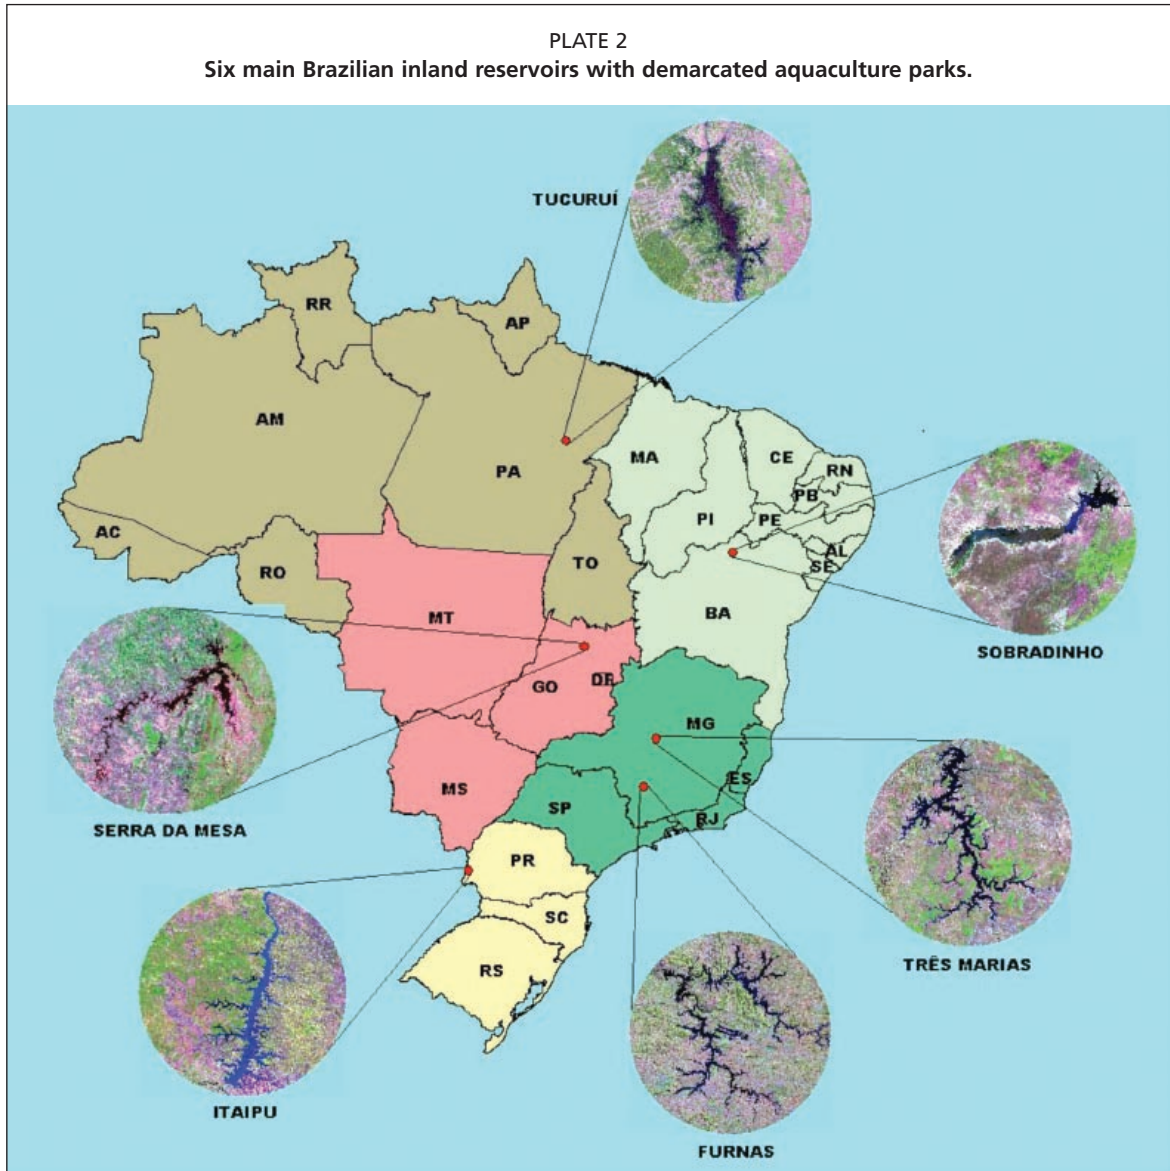 PLATE 2
Six main Brazilian inland reservoirs with demarcated aquaculture parks.
TUCURUÍ
RR
AP
AM
PA
MA
CE
RN
PB
PI
PE
AC
RO
TO
AL
SE
BA
MT
SOBRADINHO
GO
DF
MG
SERRA DA MESA
MS
SP
ES
RJ
PR
TRÊS MARIAS
SC
RS
ITAIPU
FURNAS